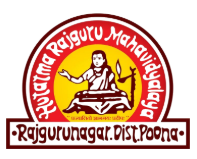 Hutatma Rajguru Mahavidyalaya
• Rajgurunagar. Dist. Poona •